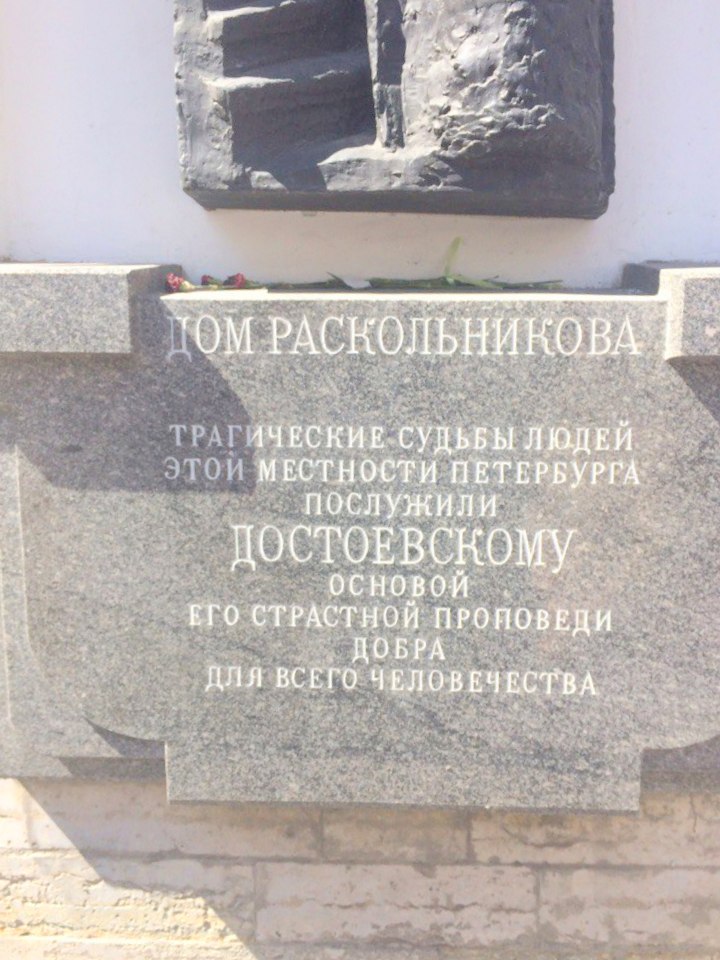 ДОМ РАСКОЛЬНИКОВА
ТРАГИЧЕСКИЕ СУДЬБЫ ЛЮДЕЙ
ЭТОЙ МЕСТНОСТИ ПЕТЕРБУРГА
ПОСЛУЖИЛИ
ДОСТОЕВСКОМУ
ОСНОВОЙ
ЕГО СТРАСТНОЙ ПРОПОВЕДИ
ДОБРА
ДЛЯ ВСЕГО ЧЕЛОВЕЧЕСТВА